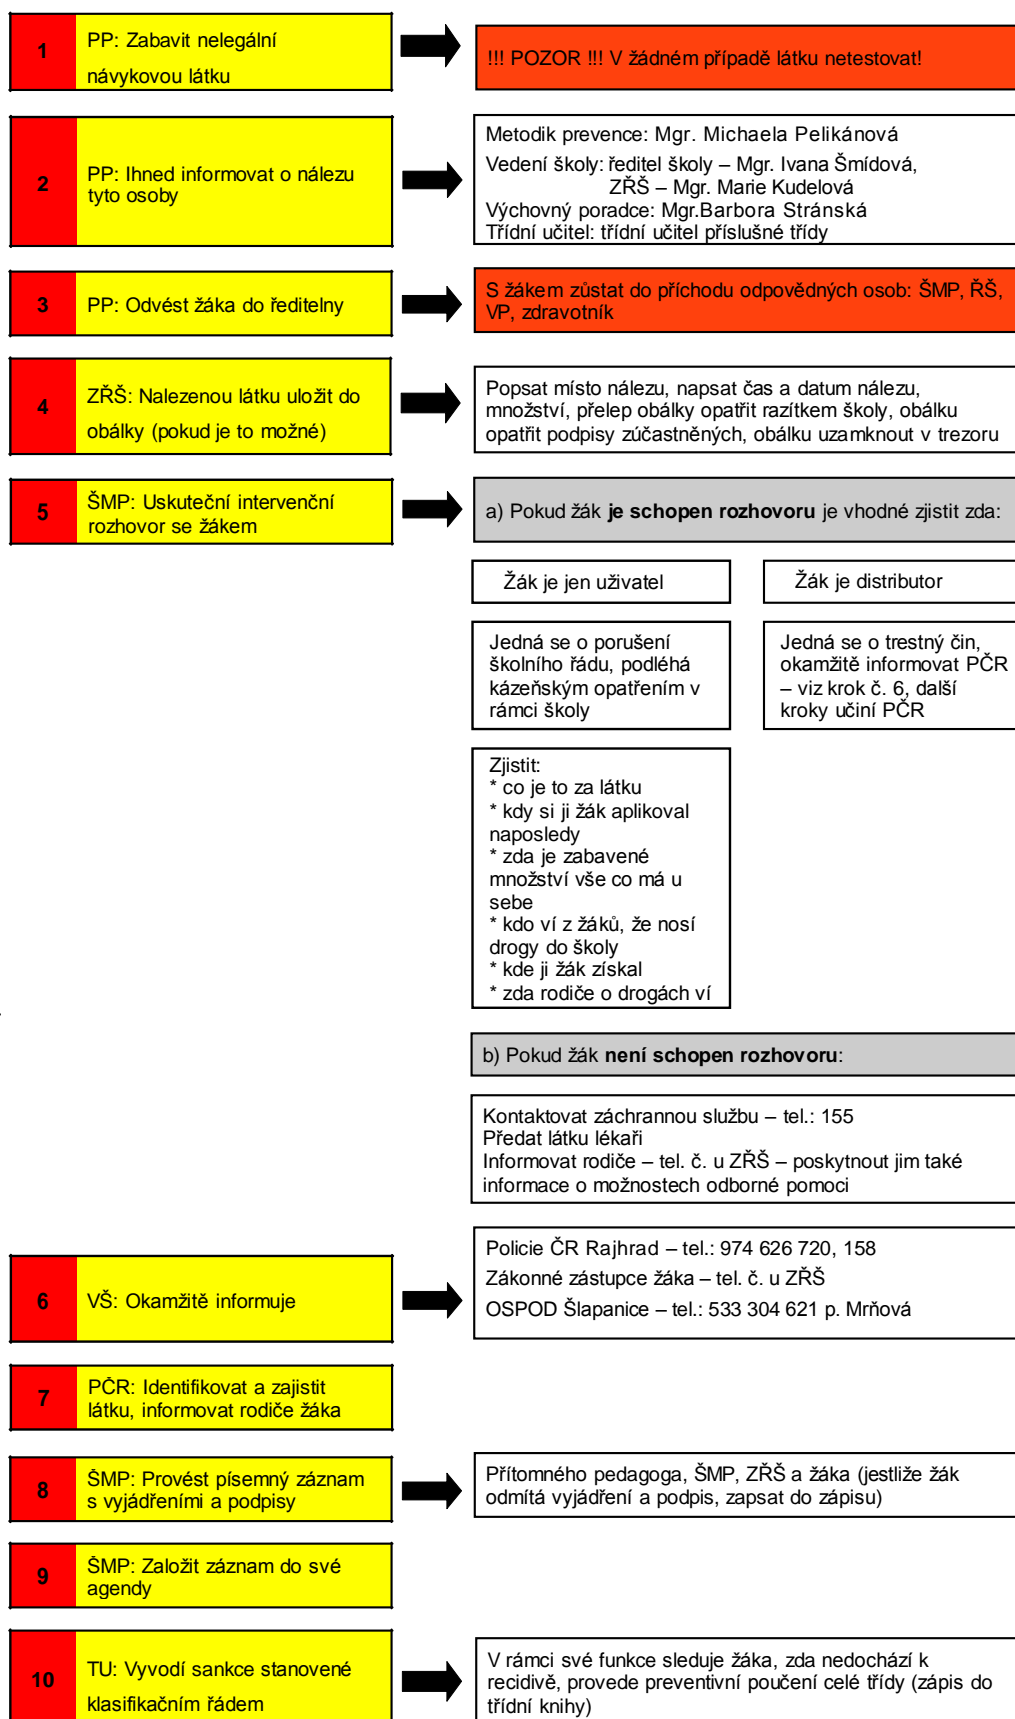 1
PP: Zabavit nelegální
návykovou látku
!!! POZOR !!! V žádném případě látku netestovat!
2
PP: Ihned informovat o nálezu
tyto osoby
Metodik prevence: Mgr. Michaela Pelikánová
Vedení školy: ředitel školy – Mgr. Ivana Šmídová,
ZŘŠ – Mgr. Marie Kudelová
Výchovný poradce: Mgr.Barbora Stránská
Třídní učitel: třídní učitel příslušné třídy
3
PP: Odvést žáka do ředitelny
S žákem zůstat do příchodu odpovědných osob: ŠMP, ŘŠ,
VP, zdravotník
4
ZŘŠ: Nalezenou látku uložit do
obálky (pokud je to možné)
Popsat místo nálezu, napsat čas a datum nálezu,
množství, přelep obálky opatřit razítkem školy, obálku
opatřit podpisy zúčastněných, obálku uzamknout v trezoru
5
ŠMP: Uskuteční intervenční
rozhovor se žákem
a) Pokud žák je schopen rozhovoru je vhodné zjistit zda:
Žák je jen uživatel
Žák je distributor
Jedná se o porušení
školního řádu, podléhá
kázeňským opatřením v
rámci školy
Jedná se o trestný čin,
okamžitě informovat PČR
– viz krok č. 6, další
kroky učiní PČR
Zjistit:
* co je to za látku
* kdy si ji žák aplikoval
naposledy
* zda je zabavené
množství vše co má u
sebe
* kdo ví z žáků, že nosí
drogy do školy
* kde ji žák získal
* zda rodiče o drogách ví
b) Pokud žák není schopen rozhovoru:
Kontaktovat záchrannou službu – tel.: 155
Předat látku lékaři
Informovat rodiče – tel. č. u ZŘŠ – poskytnout jim také
informace o možnostech odborné pomoci
6
VŠ: Okamžitě informuje
Policie ČR Rajhrad – tel.: 974 626 720, 158
Zákonné zástupce žáka – tel. č. u ZŘŠ
OSPOD Šlapanice – tel.: 533 304 621 p. Mrňová
7
PČR: Identifikovat a zajistit
látku, informovat rodiče žáka
8
ŠMP: Provést písemný záznam
s vyjádřeními a podpisy
Přítomného pedagoga, ŠMP, ZŘŠ a žáka (jestliže žák
odmítá vyjádření a podpis, zapsat do zápisu)
9
ŠMP: Založit záznam do své
agendy
10
TU: Vyvodí sankce stanovené
klasifikačním řádem
V rámci své funkce sleduje žáka, zda nedochází k
recidivě, provede preventivní poučení celé třídy (zápis do
třídní knihy)